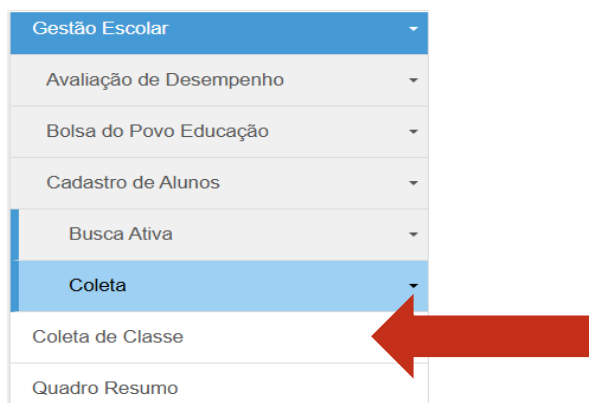 Gestão Escolar
Avaliação de Desempenho
Bolsa do Povo Educação
Cadastro de Alunos
Busca Ativa
Coleta
Coleta de Classe
Quadro Resumo